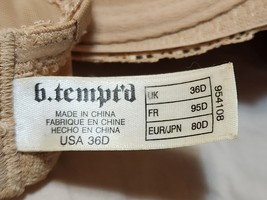 b.tempt'd
MADE IN CHINA
FABRIQUE EN CHINE
HECHO EN CHINA
USA 36D
UK 36D
FR 95D
EUR/JPN 80D
954108